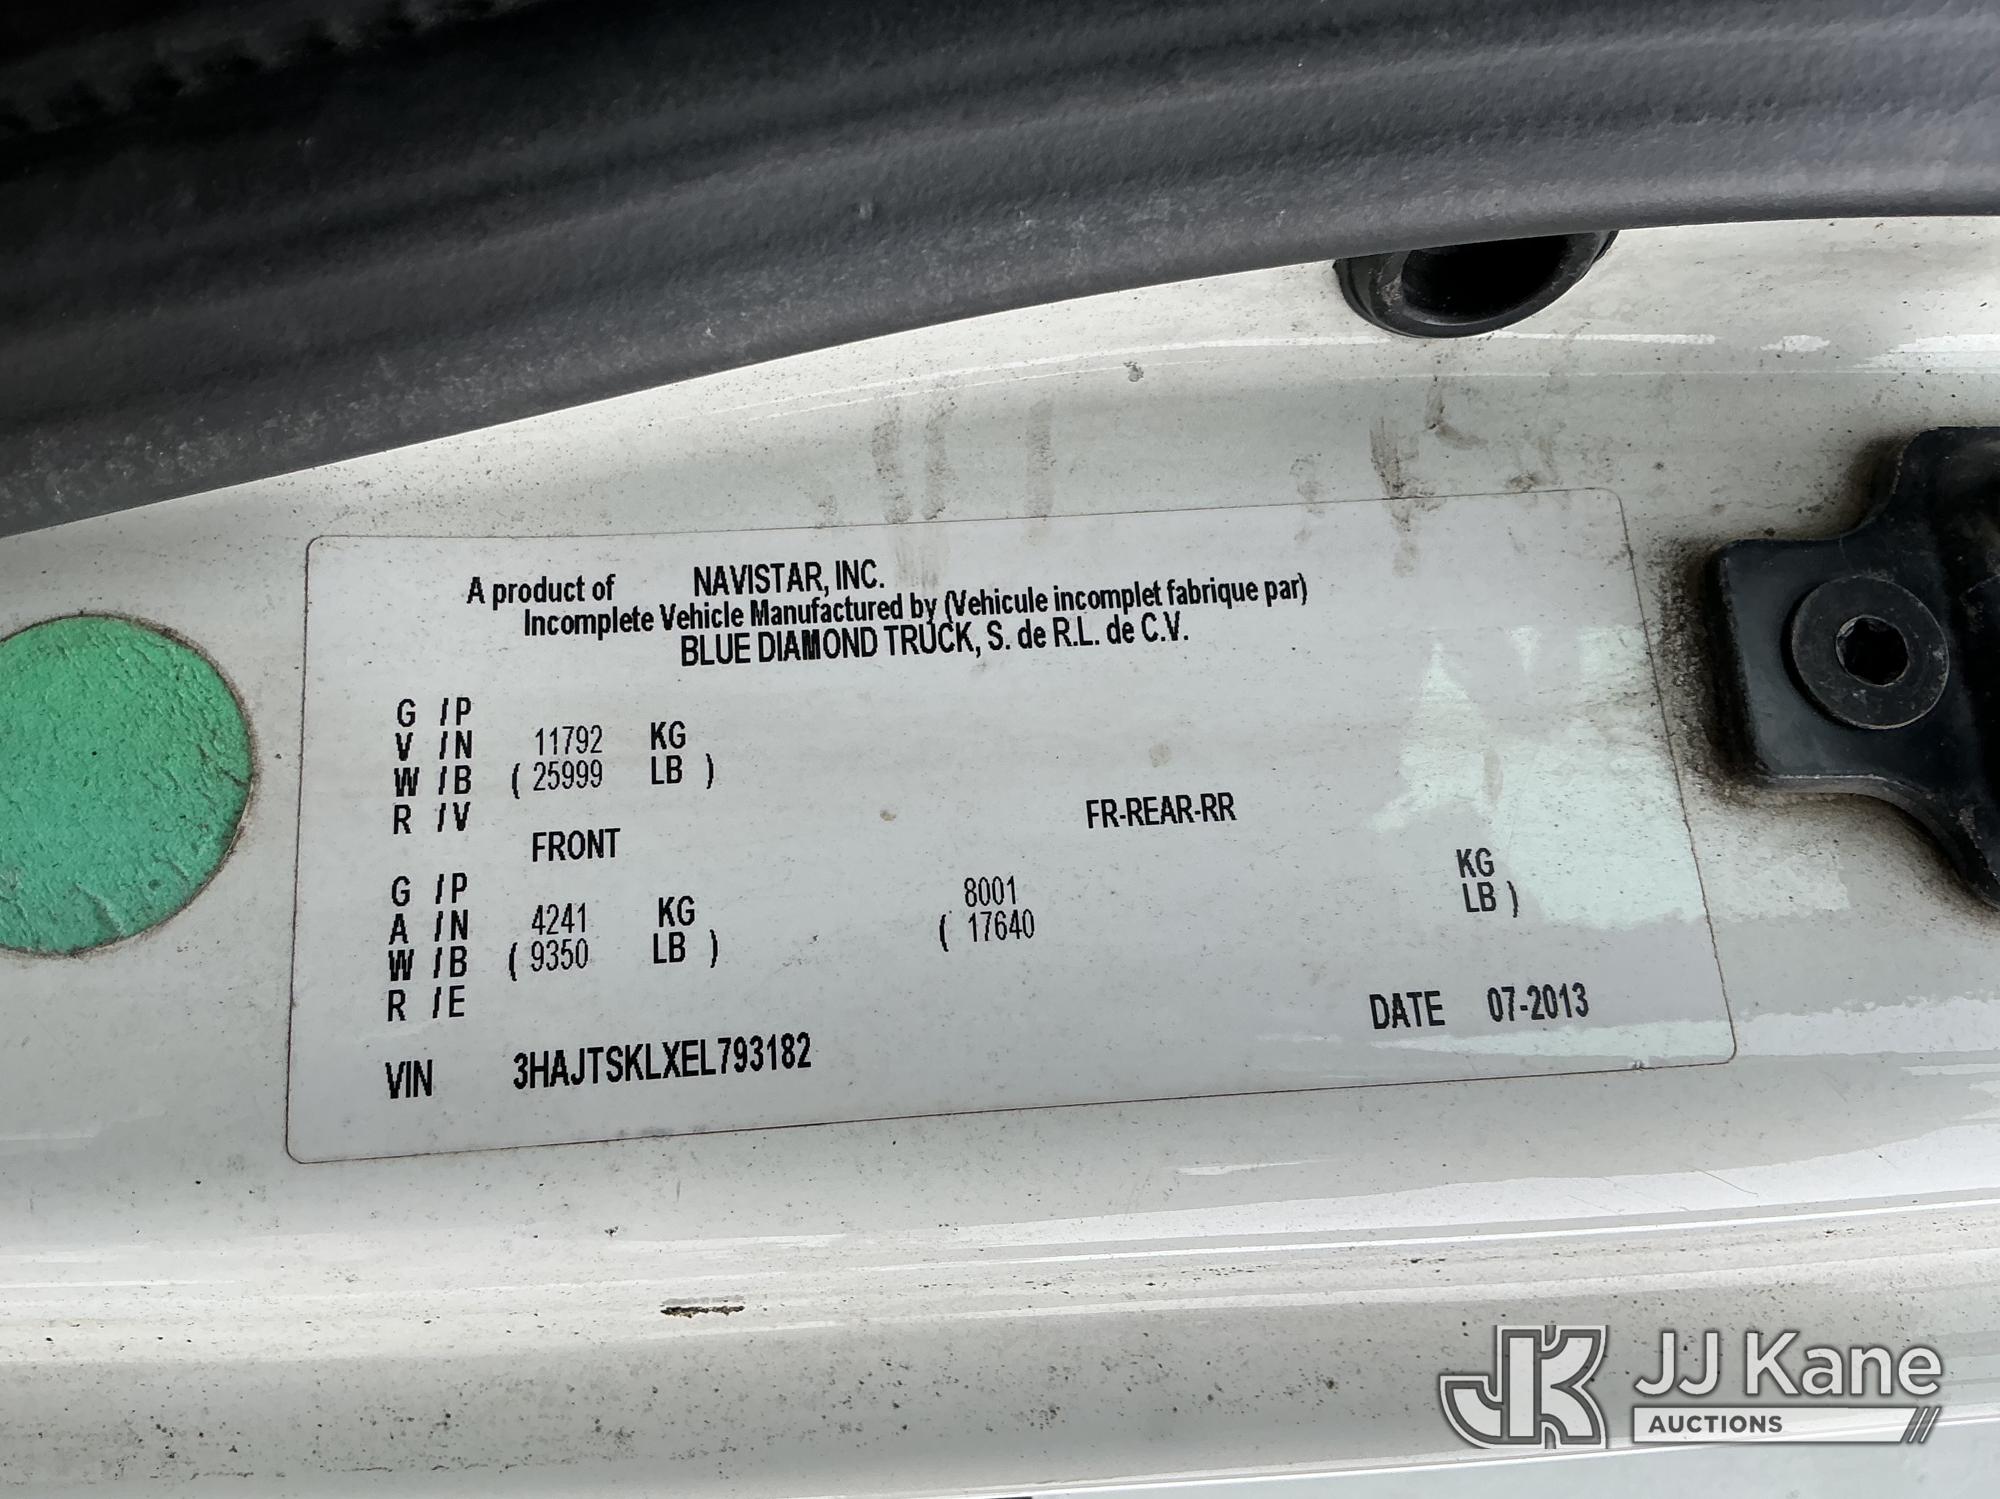 A product of NAVISTAR, INC.
Incomplete Vehicle Manufactured by (Vehicule incomplet fabrique par)
BLUE DIAMOND TRUCK, S. de R.L. de C.V.
G /P
V /N 11792 KG
W /B ( 25999 LB )
R /V
FRONT FR-REAR-RR
G /P
A /N 4241 KG 8001 KG
W /B ( 9350 LB ) ( 17640 LB )
R /E
DATE 07-2013
VIN 3HAJTSKLXEL793182
JK JJ Kane
AUCTIONS